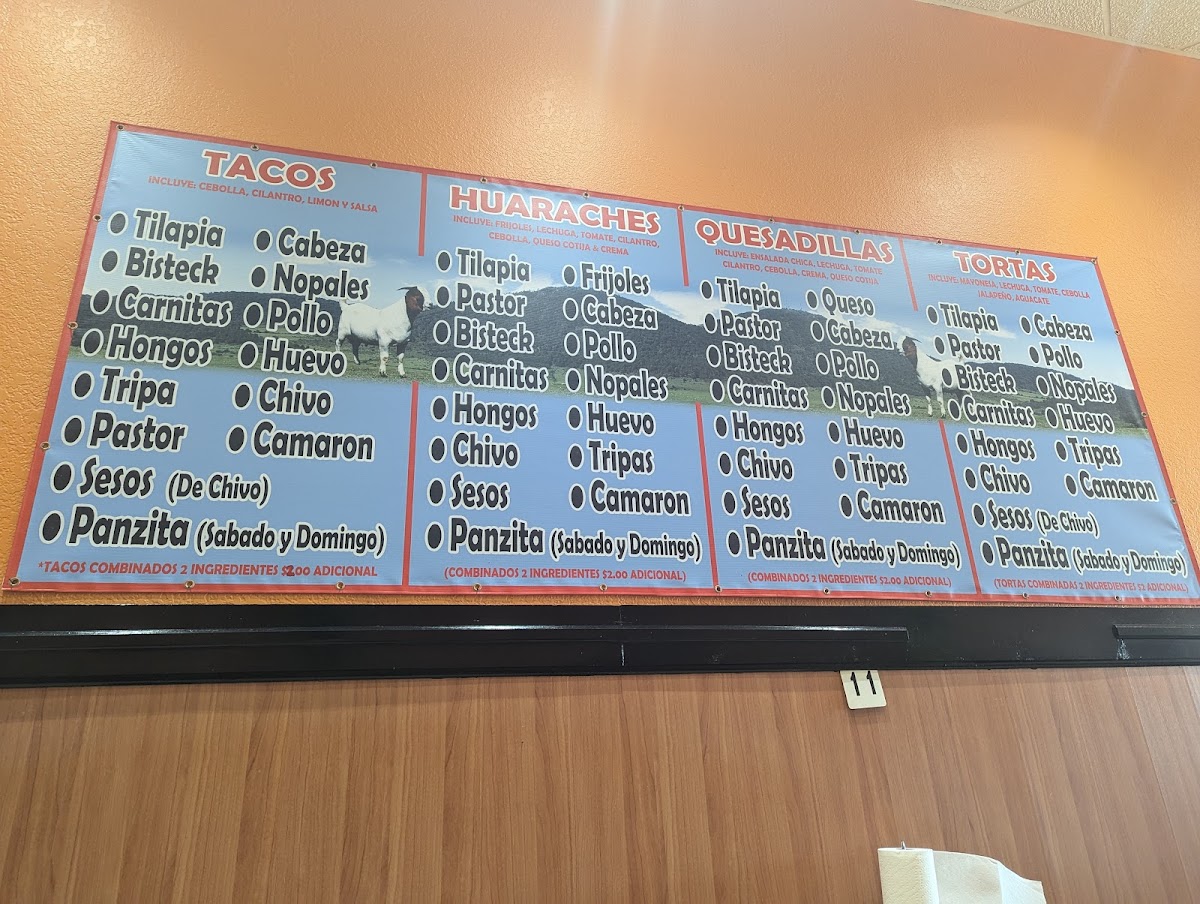 TACOS
INCLUYE: CEBOLLA, CILANTRO, LIMON Y SALSA
Tilapia
Bisteck
Carnitas
Hongos
Tripa
Pastor
Sesos (De Chivo)
Panzita (Sabado y Domingo)
Cabeza
Nopales
Pollo
Huevo
Chivo
Camaron
*TACOS COMBINADOS 2 INGREDIENTES $2.00 ADICIONAL
HUARACHES
INCLUYE: FRIJOLES, LECHUGA, TOMATE, CILANTRO,
CEBOLLA, QUESO COTIJA & CREMA
Tilapia
Pastor
Bisteck
Carnitas
Hongos
Chivo
Sesos
Panzita (Sabado y Domingo)
Frijoles
Cabeza
Pollo
Nopales
Huevo
Tripas
Camaron
(COMBINADOS 2 INGREDIENTES $2.00 ADICIONAL)
QUESADILLAS
INCLUYE: ENSALADA CHICA, LECHUGA, TOMATE
CILANTRO, CEBOLLA, CREMA, QUESO COTIJA
Tilapia
Pastor
Bisteck
Carnitas
Hongos
Chivo
Sesos
Panzita (Sabado y Domingo)
Queso
Cabeza
Pollo
Nopales
Huevo
Tripas
Camaron
(COMBINADOS 2 INGREDIENTES $2.00 ADICIONAL)
TORTAS
INCLUYE: MAYONESA, LECHUGA, TOMATE, CEBOLLA
JALAPEÑO, AGUACATE
Tilapia
Pastor
Bisteck
Carnitas
Hongos
Chivo
Sesos (De Chivo)
Panzita (Sabado y Domingo)
Cabeza
Pollo
Nopales
Huevo
Tripas
Camaron
(TORTAS COMBINADAS 2 INGREDIENTES $2 ADICIONAL)
11